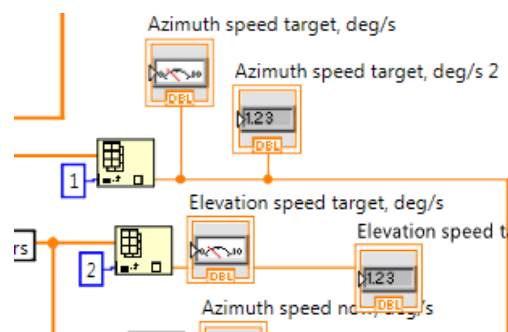 Azimuth speed target, deg/s
Azimuth speed target, deg/s 2
DBL
1.23
DBL
1
Elevation speed target, deg/s
Elevation speed t
rs
2
DBL
1.23
DBL
Azimuth speed now, deg/s